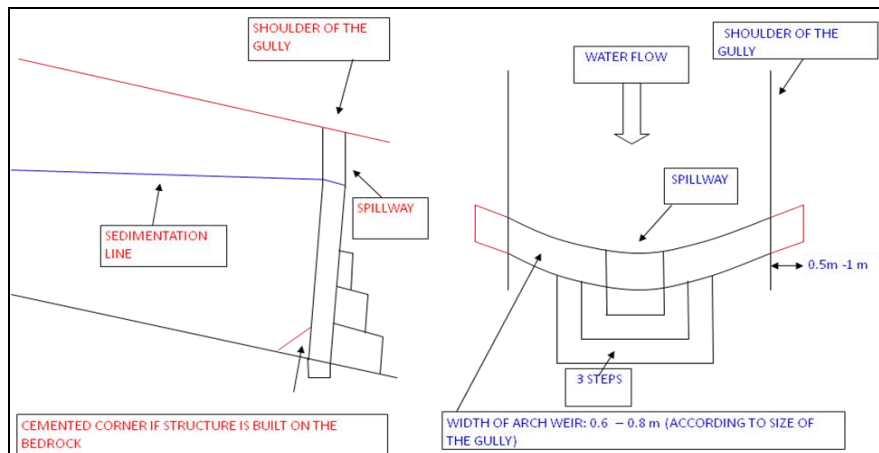 SHOULDER OF THE
GULLY
SPILLWAY
SEDIMENTATION
LINE
CEMENTED CORNER IF STRUCTURE IS BUILT ON THE
BEDROCK
WATER FLOW
SHOULDER OF THE
GULLY
SPILLWAY
0.5m -1 m
3 STEPS
WIDTH OF ARCH WEIR: 0.6 – 0.8 m (ACCORDING TO SIZE OF
THE GULLY)